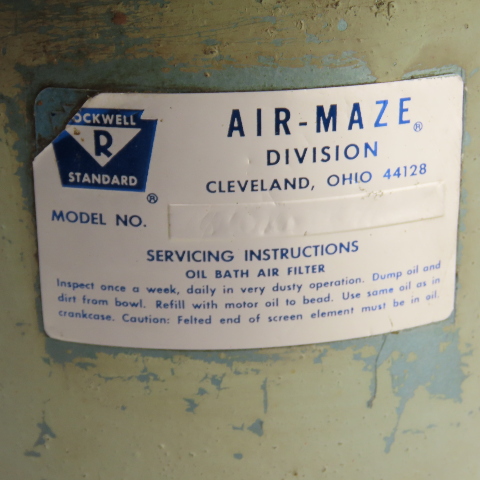 OCKWELL
R
STANDARD
®
AIR-MAZE®
DIVISION
CLEVELAND, OHIO 44128
MODEL NO.
SERVICING INSTRUCTIONS
OIL BATH AIR FILTER
Inspect once a week, daily in very dusty operation. Dump oil and
dirt from bowl. Refill with motor oil to bead. Use same oil as in
crankcase. Caution: Felted end of screen element must be in oil.